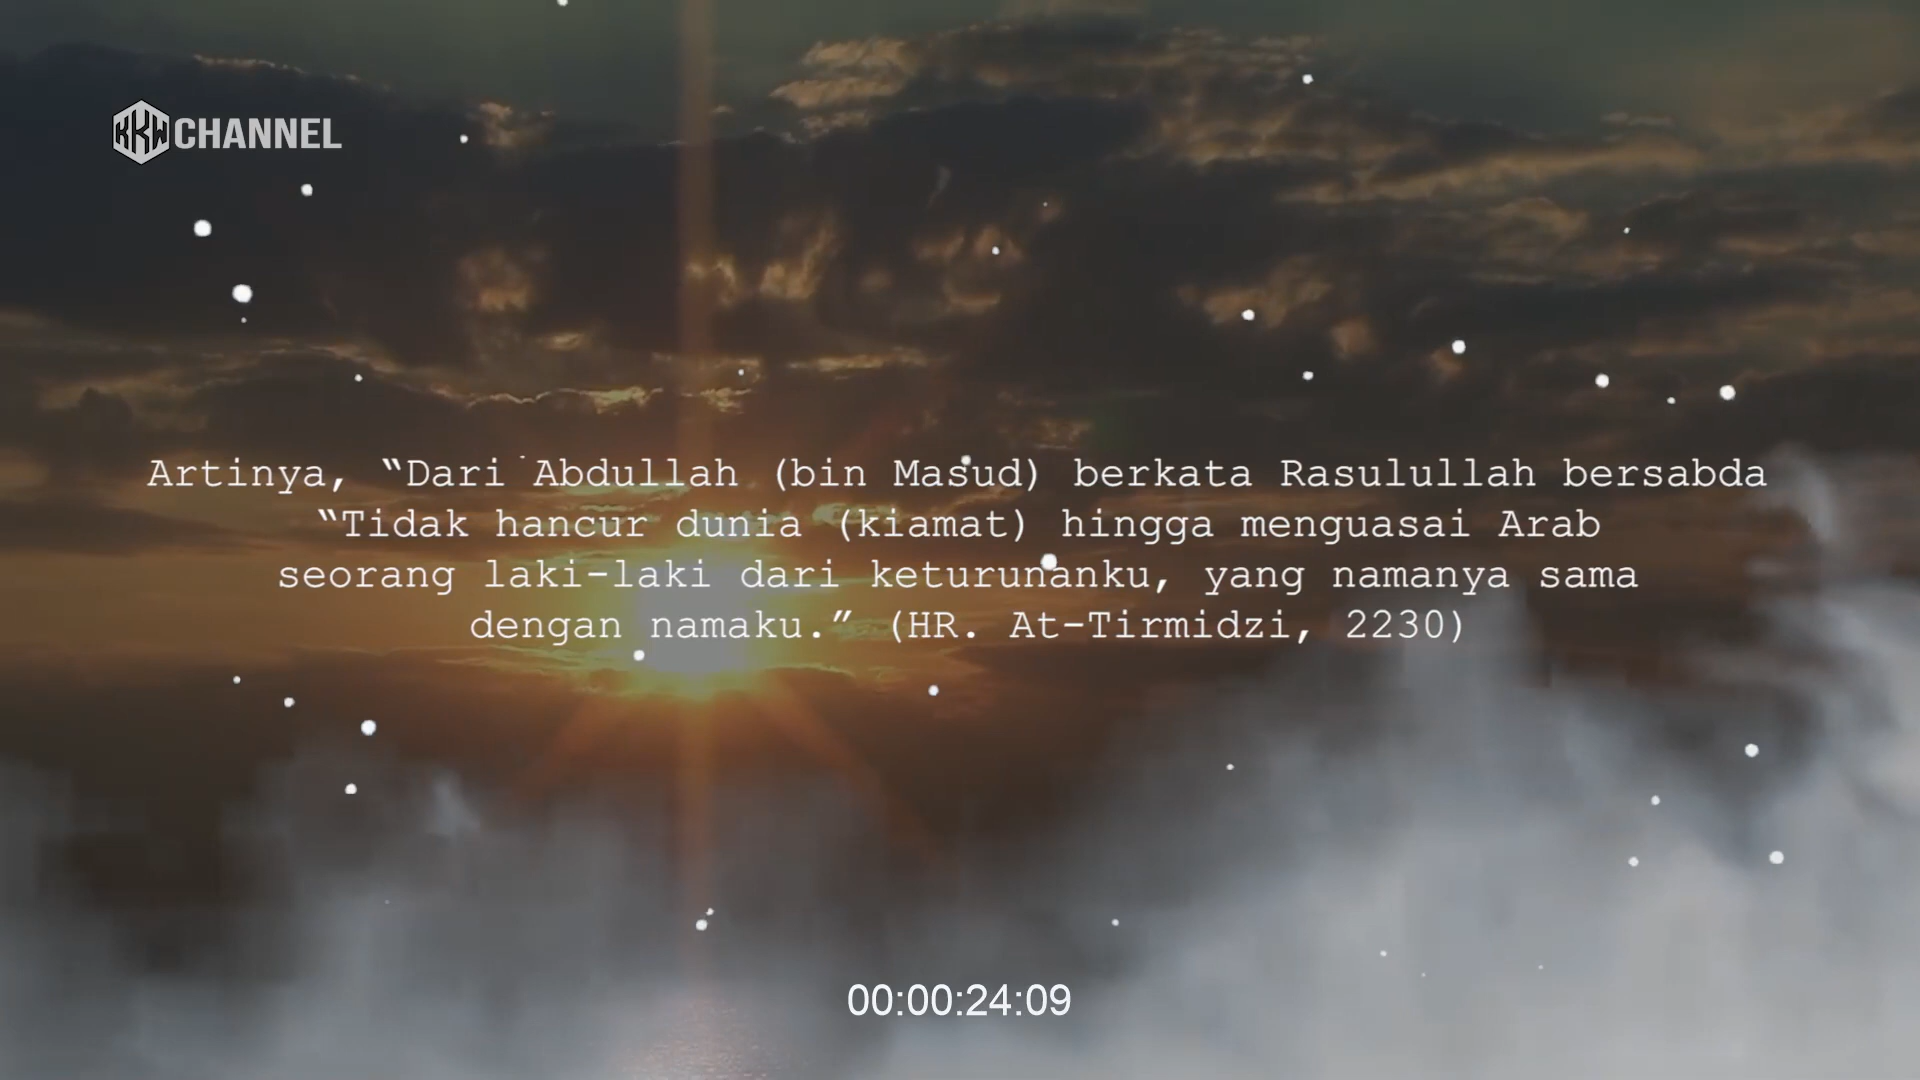 KKW CHANNEL
Artinya, “Dari Abdullah (bin Masud) berkata Rasulullah bersabda
“Tidak hancur dunia (kiamat) hingga menguasai Arab
seorang laki-laki dari keturunanku, yang namanya sama
dengan namaku.” (HR. At-Tirmidzi, 2230)
00:00:24:09